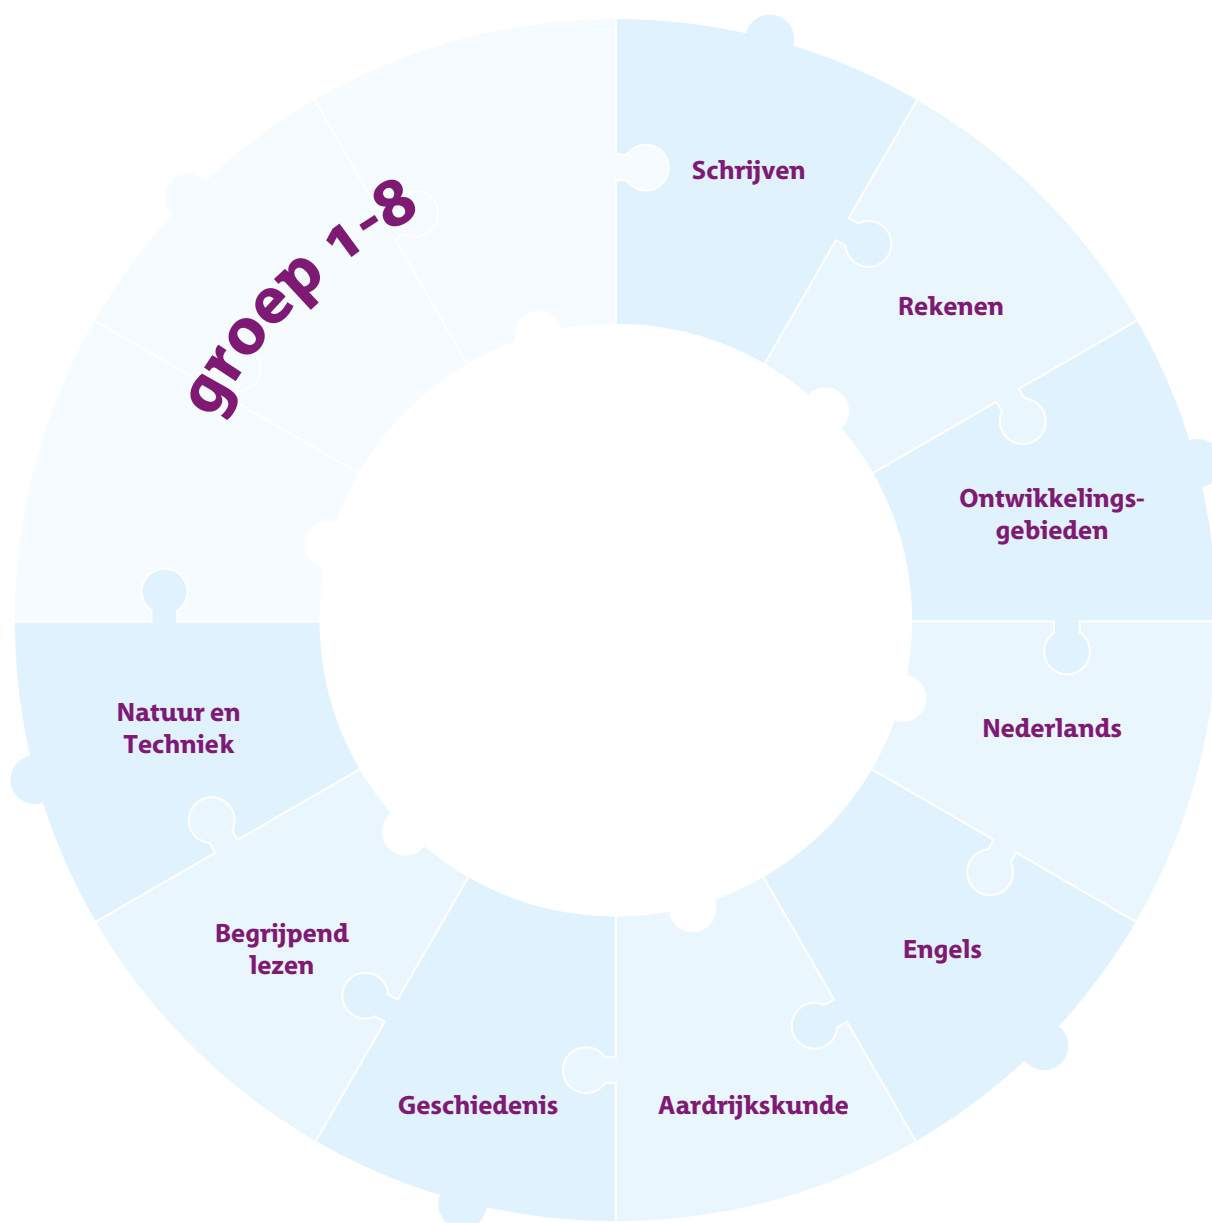 groep 1-8
Schrijven
Rekenen
Ontwikkelings-
gebieden
Nederlands
Engels
Aardrijkskunde
Geschiedenis
Begrijpend
lezen
Natuur en
Techniek